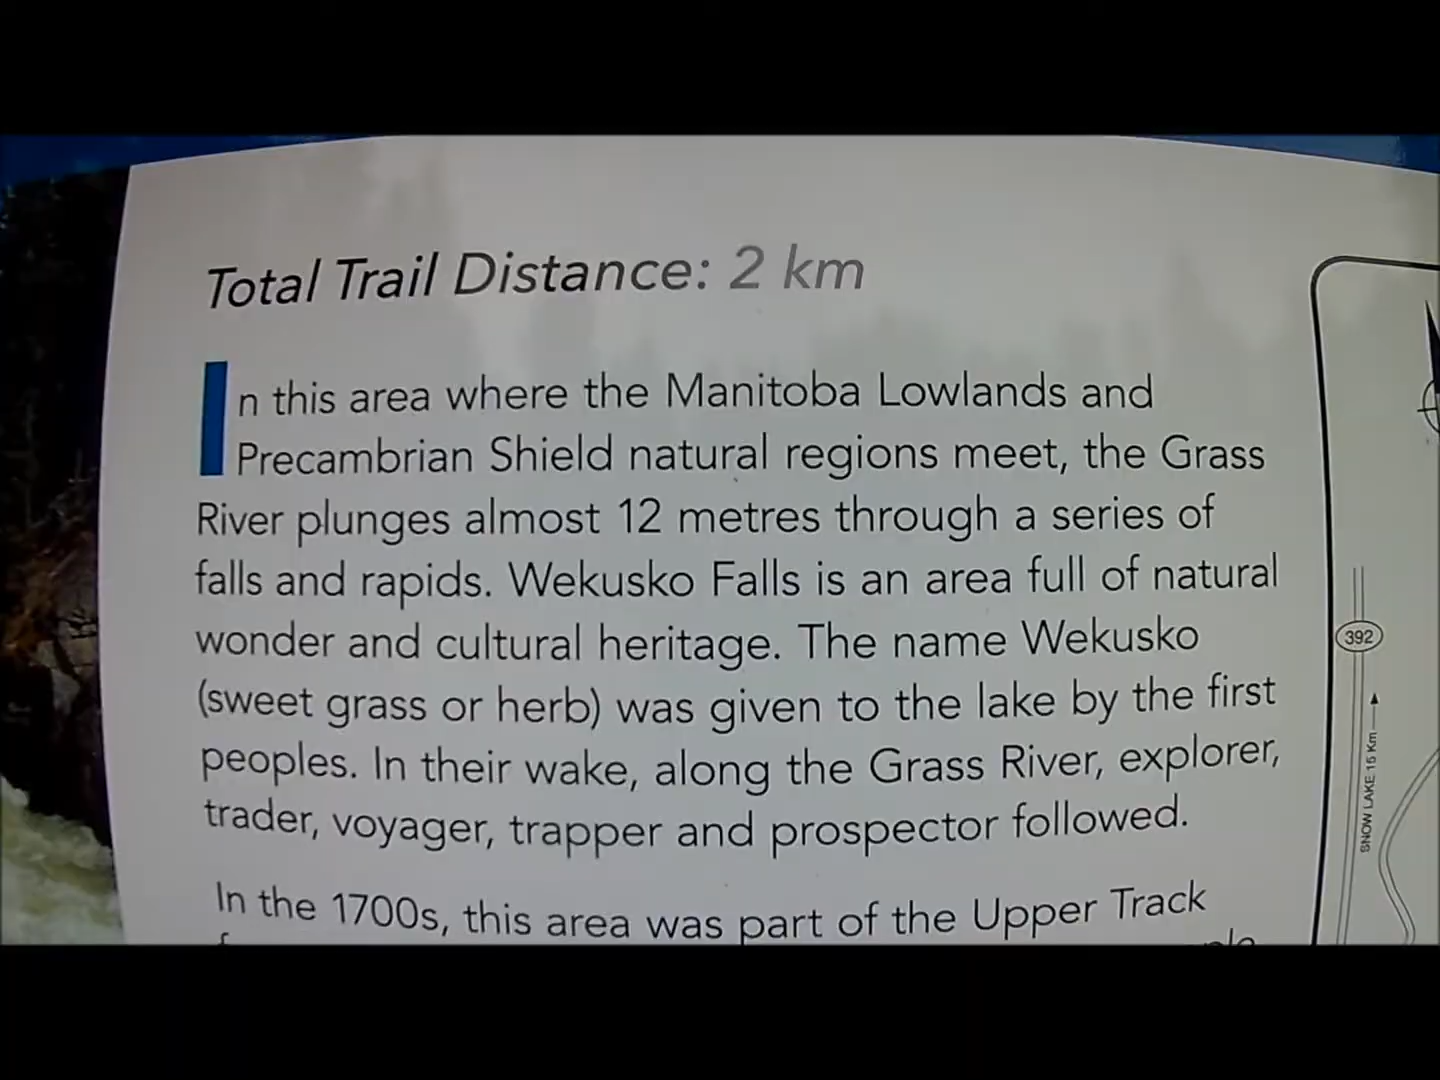 Total Trail Distance: 2 km
In this area where the Manitoba Lowlands and
Precambrian Shield natural regions meet, the Grass
River plunges almost 12 metres through a series of
falls and rapids. Wekusko Falls is an area full of natural
wonder and cultural heritage. The name Wekusko
(sweet grass or herb) was given to the lake by the first
peoples. In their wake, along the Grass River, explorer,
trader, voyager, trapper and prospector followed.
In the 1700s, this area was part of the Upper Track
392
SNOW LAKE 15 Km